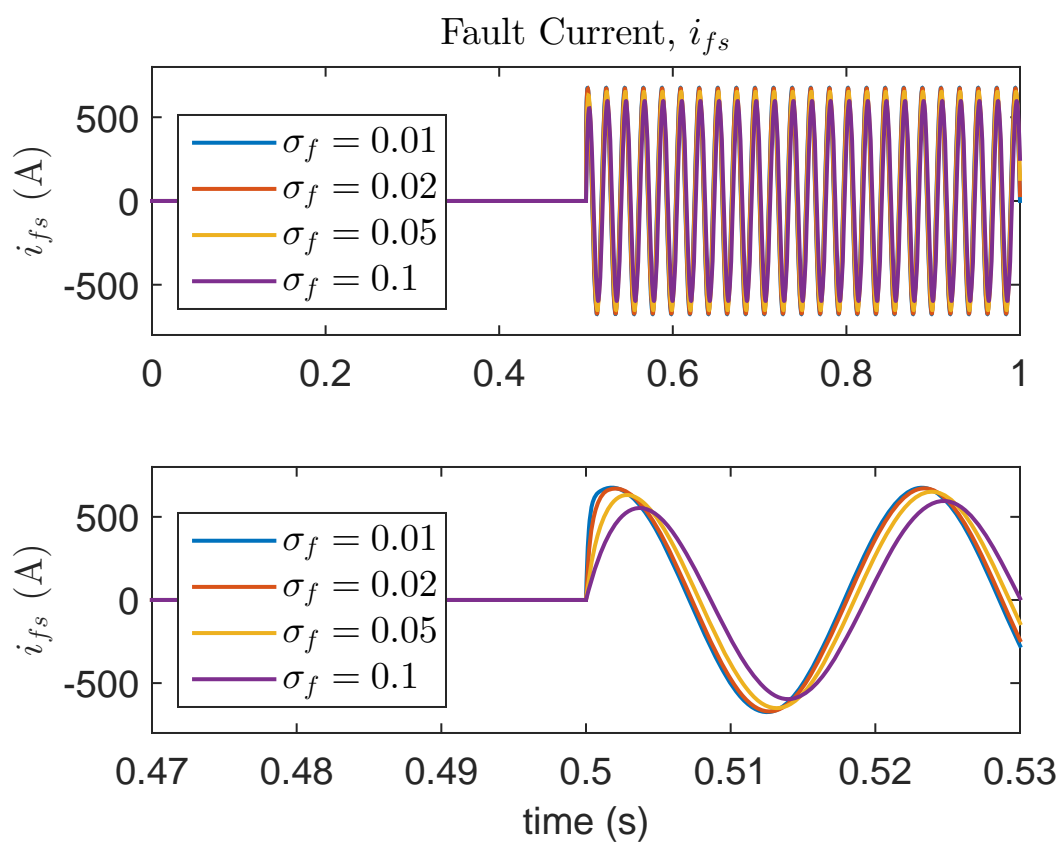 Fault Current, i_fs
i_fs (A)
500
0
-500
σ_f = 0.01
σ_f = 0.02
σ_f = 0.05
σ_f = 0.1
0 0.2 0.4 0.6 0.8 1
i_fs (A)
500
0
-500
σ_f = 0.01
σ_f = 0.02
σ_f = 0.05
σ_f = 0.1
0.47 0.48 0.49 0.5 0.51 0.52 0.53
time (s)